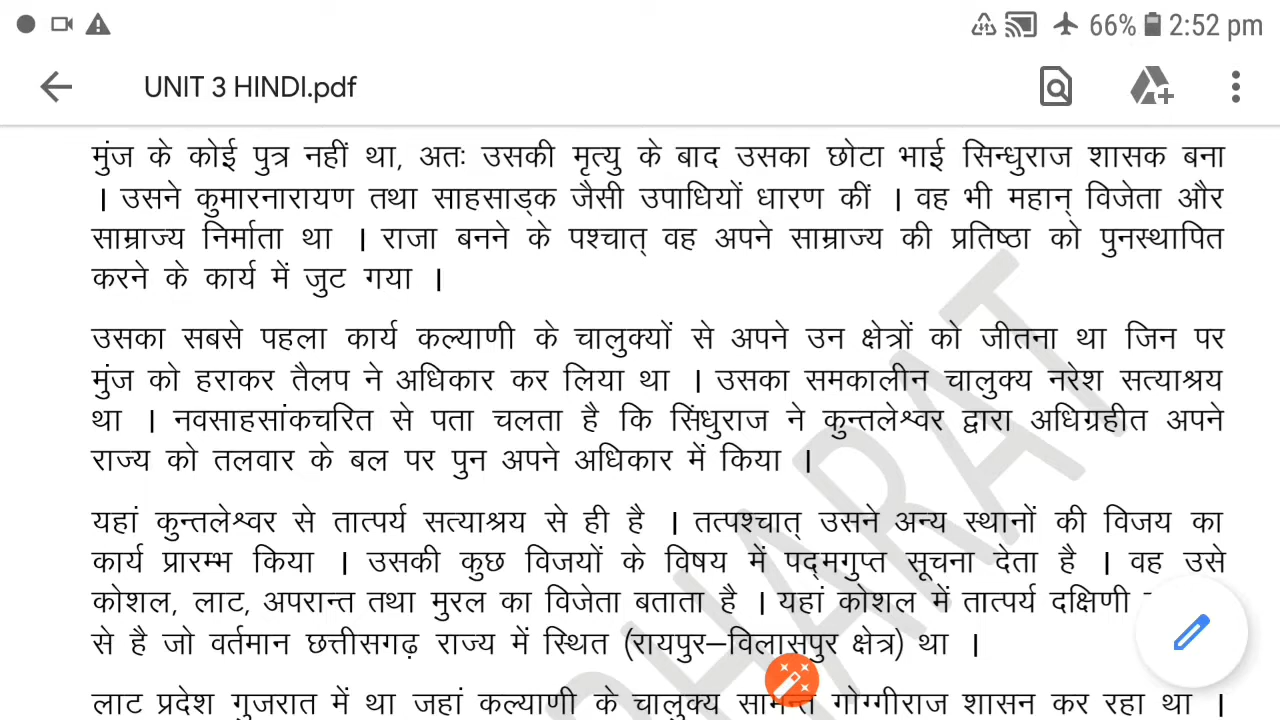 66% 2:52 pm
UNIT 3 HINDI.pdf
मुंज के कोई पुत्र नहीं था, अतः उसकी मृत्यु के बाद उसका छोटा भाई सिन्धुराज शासक बना
। उसने कुमारनारायण तथा साहसाड्क जैसी उपाधियों धारण कीं । वह भी महान् विजेता और
साम्राज्य निर्माता था । राजा बनने के पश्चात् वह अपने साम्राज्य की प्रतिष्ठा को पुनस्थापित
करने के कार्य में जुट गया ।
उसका सबसे पहला कार्य कल्याणी के चालुक्यों से अपने उन क्षेत्रों को जीतना था जिन पर
मुंज को हराकर तैलप ने अधिकार कर लिया था । उसका समकालीन चालुक्य नरेश सत्याश्रय
था । नवसाहसांकचरित से पता चलता है कि सिंधुराज ने कुन्तलेश्वर द्वारा अधिग्रहीत अपने
राज्य को तलवार के बल पर पुन अपने अधिकार में किया ।
यहां कुन्तलेश्वर से तात्पर्य सत्याश्रय से ही है । तत्पश्चात् उसने अन्य स्थानों की विजय का
कार्य प्रारम्भ किया । उसकी कुछ विजयों के विषय में पद्मगुप्त सूचना देता है । वह उसे
कोशल, लाट, अपरान्त तथा मुरल का विजेता बताता है । यहां कोशल में तात्पर्य दक्षिणी
से है जो वर्तमान छत्तीसगढ़ राज्य में स्थित (रायपुर–विलासपुर क्षेत्र) था ।
लाट प्रदेश गुजरात में था जहां कल्याणी के चालुक्य सामन्त गोग्गीराज शासन कर रहा था ।